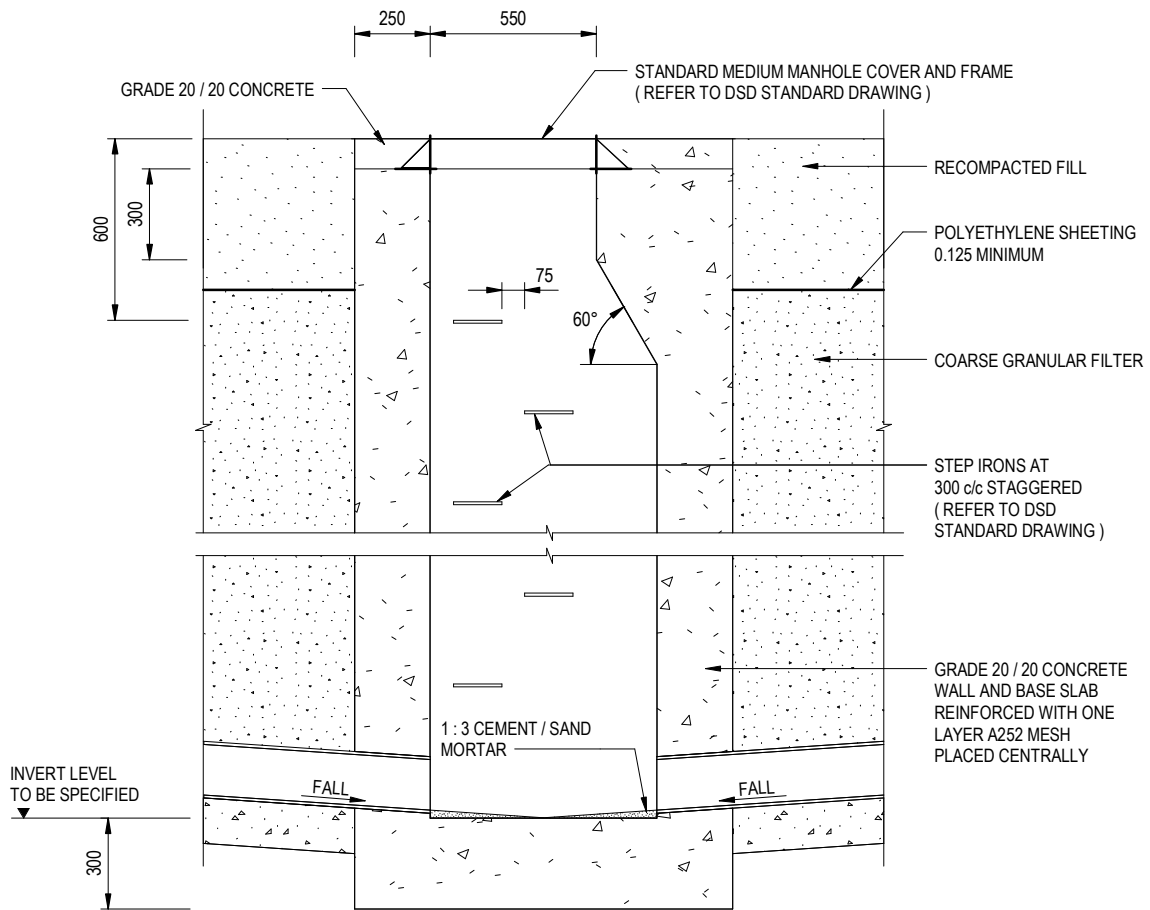 250
550
STANDARD MEDIUM MANHOLE COVER AND FRAME
( REFER TO DSD STANDARD DRAWING )
GRADE 20 / 20 CONCRETE
RECOMPACTED FILL
600
300
POLYETHYLENE SHEETING
0.125 MINIMUM
75
60°
COARSE GRANULAR FILTER
STEP IRONS AT
300 c/c STAGGERED
( REFER TO DSD
STANDARD DRAWING )
GRADE 20 / 20 CONCRETE
WALL AND BASE SLAB
REINFORCED WITH ONE
LAYER A252 MESH
PLACED CENTRALLY
1 : 3 CEMENT / SAND
MORTAR
INVERT LEVEL
TO BE SPECIFIED
FALL
FALL
300